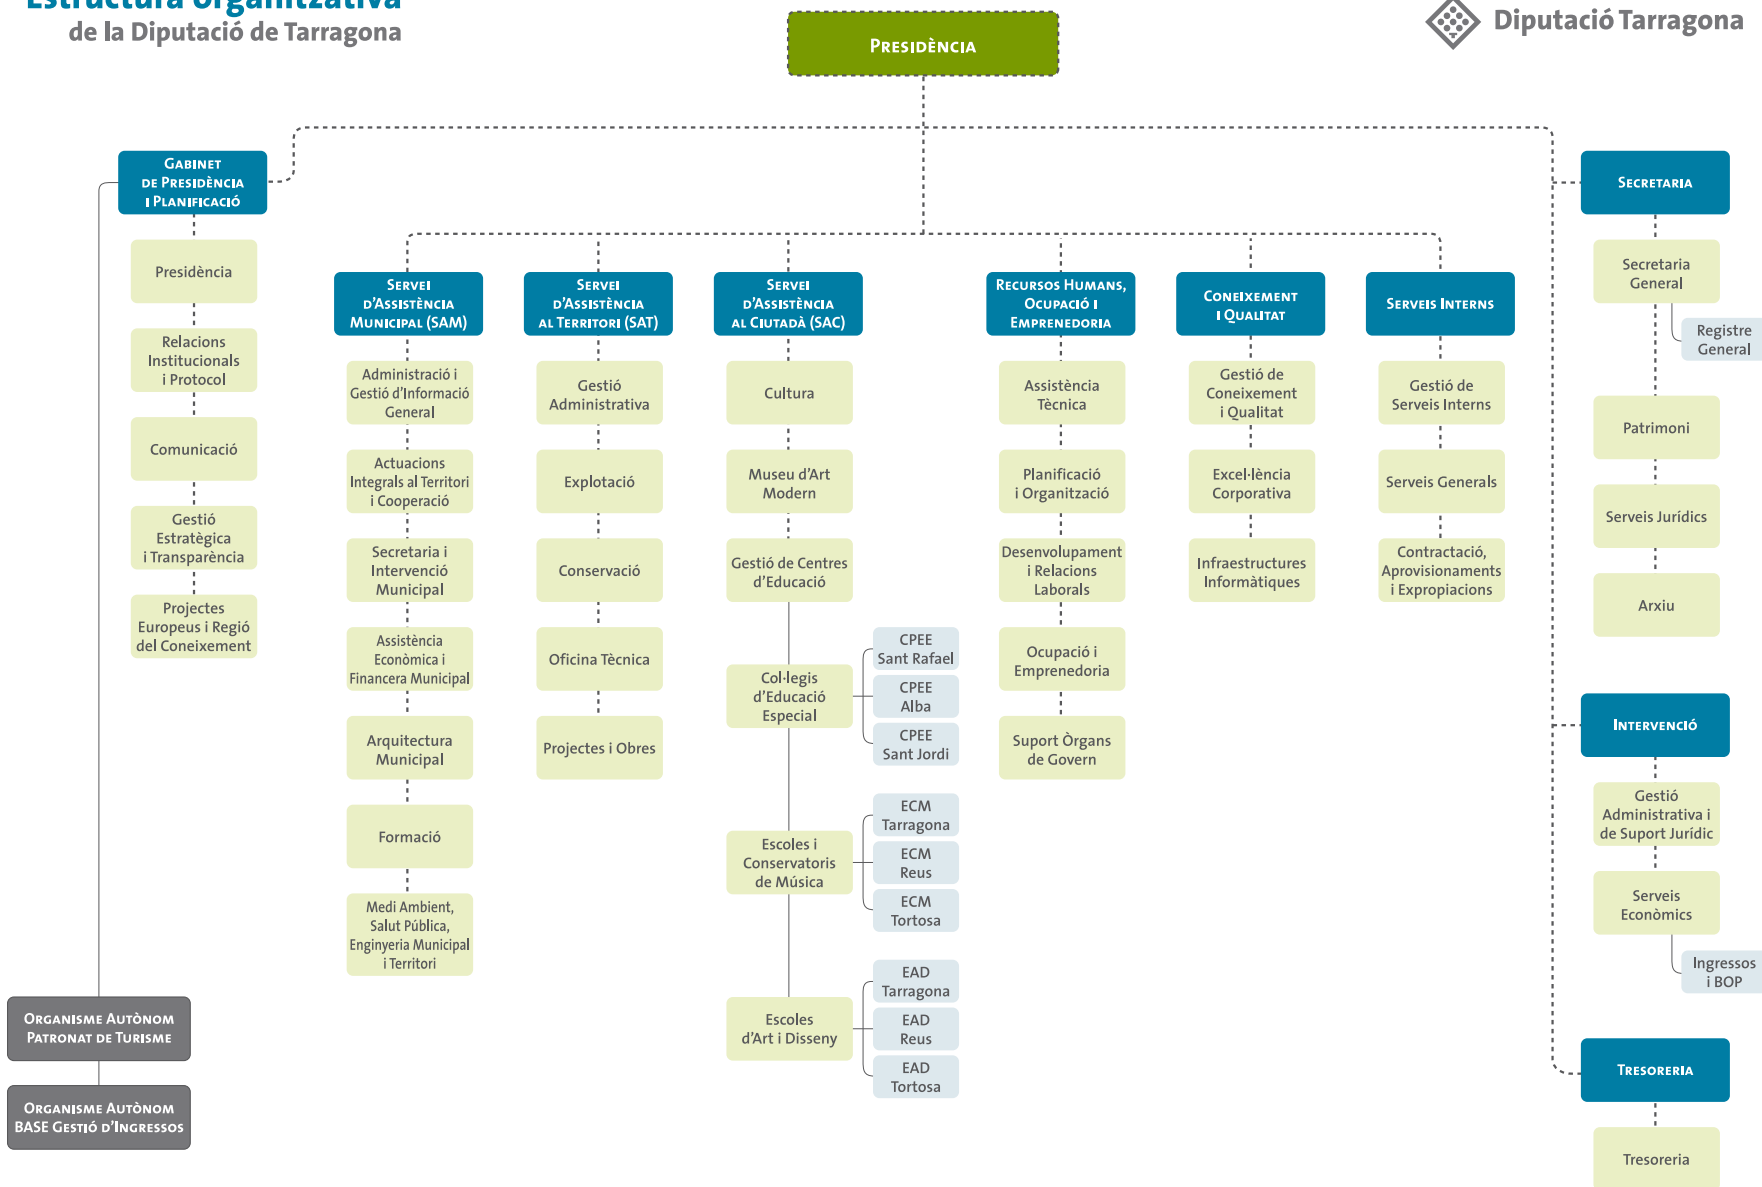 Estructura organitzativa
de la Diputació de Tarragona
Diputació Tarragona
Presidència
Gabinet
de Presidència
i Planificació
Presidència
Relacions
Institucionals
i Protocol
Comunicació
Gestió
Estratègica
i Transparència
Projectes
Europeus i Regió
del Coneixement
Organisme Autònom
Patronat de Turisme
Organisme Autònom
BASE Gestió d'Ingressos
Servei
d'Assistència
Municipal (SAM)
Administració i
Gestió d'Informació
General
Actuacions
Integrals al Territori
i Cooperació
Secretaria i
Intervenció
Municipal
Assistència
Econòmica i
Financera Municipal
Arquitectura
Municipal
Formació
Medi Ambient,
Salut Pública,
Enginyeria Municipal
i Territori
Servei
d'Assistència
al Territori (SAT)
Gestió
Administrativa
Explotació
Conservació
Oficina Tècnica
Projectes i Obres
Servei
d'Assistència
al Ciutadà (SAC)
Cultura
Museu d'Art
Modern
Gestió de Centres
d'Educació
Col·legis
d'Educació
Especial
CPEE
Sant Rafael
CPEE
Alba
CPEE
Sant Jordi
Escoles i
Conservatoris
de Música
ECM
Tarragona
ECM
Reus
ECM
Tortosa
Escoles
d'Art i Disseny
EAD
Tarragona
EAD
Reus
EAD
Tortosa
Recursos Humans,
Ocupació i
Emprenedoria
Assistència
Tècnica
Planificació
i Organització
Desenvolupament
i Relacions
Laborals
Ocupació i
Emprenedoria
Suport Òrgans
de Govern
Coneixement
i Qualitat
Gestió de
Coneixement
i Qualitat
Excel·lència
Corporativa
Infraestructures
Informàtiques
Serveis Interns
Gestió de
Serveis Interns
Serveis Generals
Contractació,
Aprovisionaments
i Expropiacions
Secretaria
Secretaria
General
Registre
General
Patrimoni
Serveis Jurídics
Arxiu
Intervenció
Gestió
Administrativa i
de Suport Jurídic
Serveis
Econòmics
Ingressos
i BOP
Tresoreria
Tresoreria